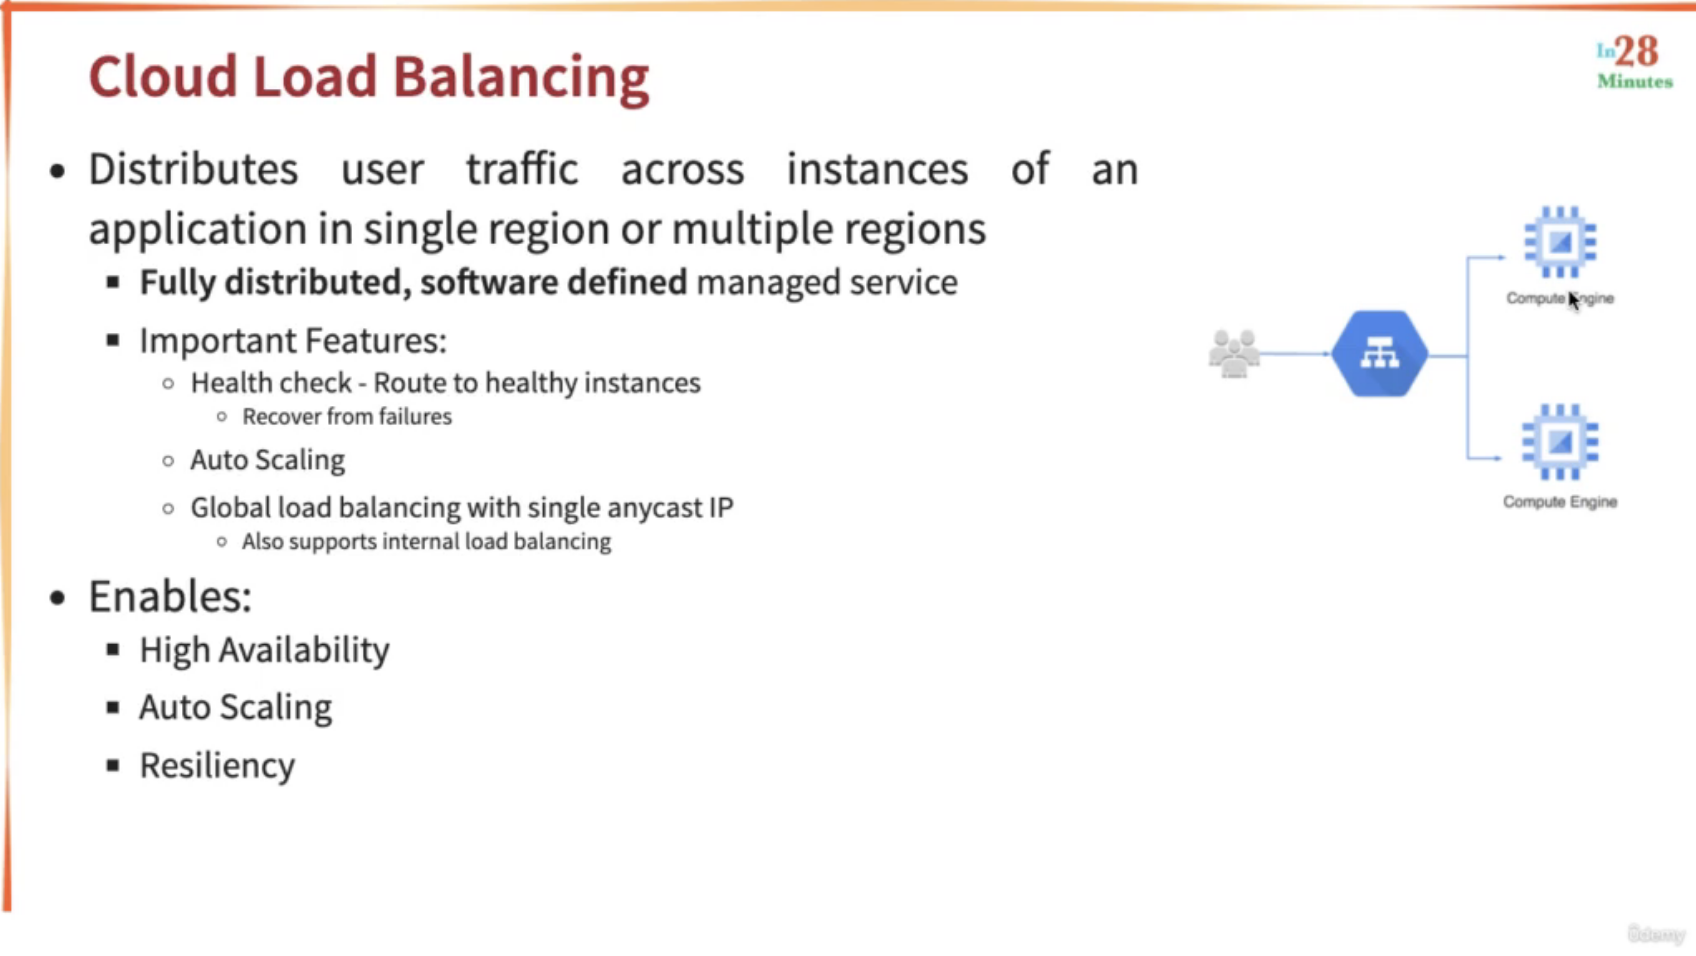 Cloud Load Balancing
In28
Minutes
• Distributes user traffic across instances of an
application in single region or multiple regions
▪ Fully distributed, software defined managed service
▪ Important Features:
○ Health check - Route to healthy instances
○ Recover from failures
○ Auto Scaling
○ Global load balancing with single anycast IP
○ Also supports internal load balancing
• Enables:
▪ High Availability
▪ Auto Scaling
▪ Resiliency
Compute Engine
Compute Engine
Udemy